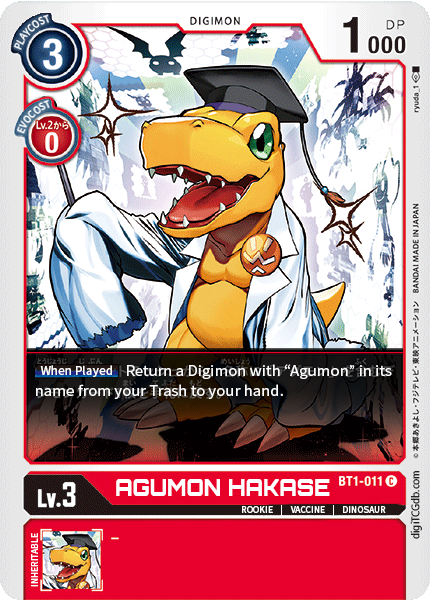 PLAYCOST
3
DIGIMON
DP
1000
EVOCOST
Lv.2から
0
ryuda_1
When Played Return a Digimon with “Agumon” in its
name from your Trash to your hand.
© 本郷あきよし・フジテレビ・東映アニメーション BANDAI MADE IN JAPAN
Lv.3
AGUMON HAKASE
BT1-011 C
ROOKIE | VACCINE | DINOSAUR
digiTCGdb.com
INHERITABLE
–